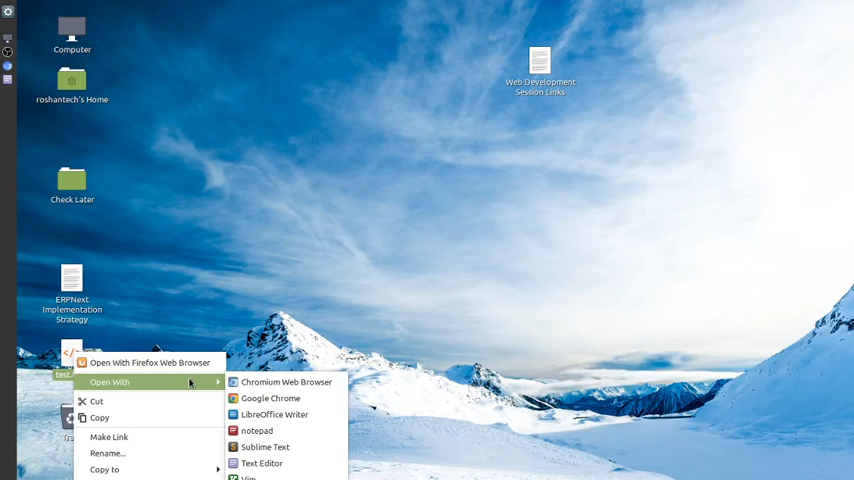 Computer
roshantech's Home
Web Development
Session Links
Check Later
ERPNext
Implementation
Strategy
test.
Open With Firefox Web Browser
Open With
Cut
Copy
Make Link
Rename...
Copy to
Chromium Web Browser
Google Chrome
LibreOffice Writer
notepad
Sublime Text
Text Editor
Vim